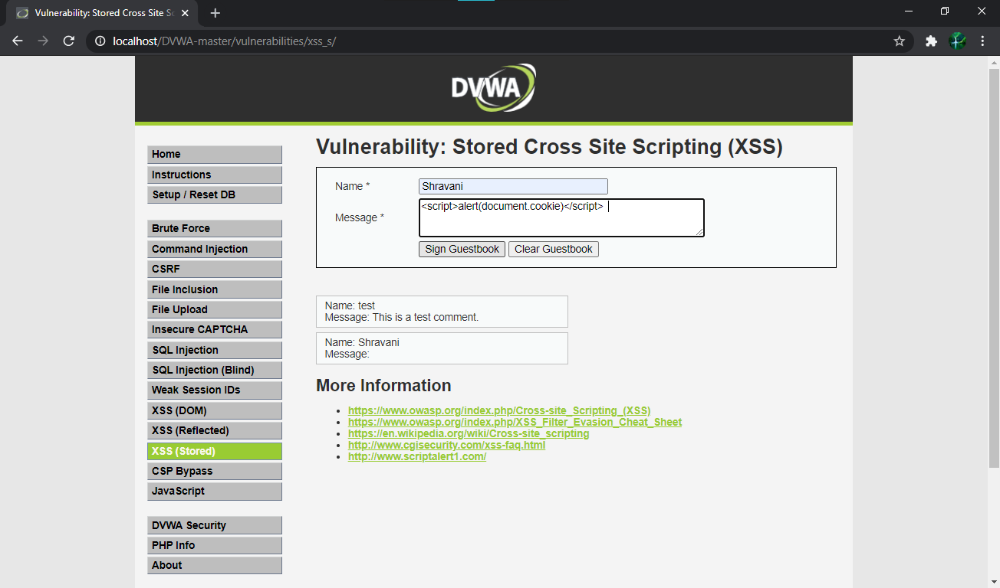 Vulnerability: Stored Cross Site Sc
localhost/DVWA-master/vulnerabilities/xss_s/
DVWA
Home
Instructions
Setup / Reset DB
Brute Force
Command Injection
CSRF
File Inclusion
File Upload
Insecure CAPTCHA
SQL Injection
SQL Injection (Blind)
Weak Session IDs
XSS (DOM)
XSS (Reflected)
XSS (Stored)
CSP Bypass
JavaScript
DVWA Security
PHP Info
About
Vulnerability: Stored Cross Site Scripting (XSS)
Name * Shravani
Message * <script>alert(document.cookie)</script>
Sign Guestbook Clear Guestbook
Name: test
Message: This is a test comment.
Name: Shravani
Message:
More Information
https://www.owasp.org/index.php/Cross-site_Scripting_(XSS)
https://www.owasp.org/index.php/XSS_Filter_Evasion_Cheat_Sheet
https://en.wikipedia.org/wiki/Cross-site_scripting
http://www.cgisecurity.com/xss-faq.html
http://www.scriptalert1.com/